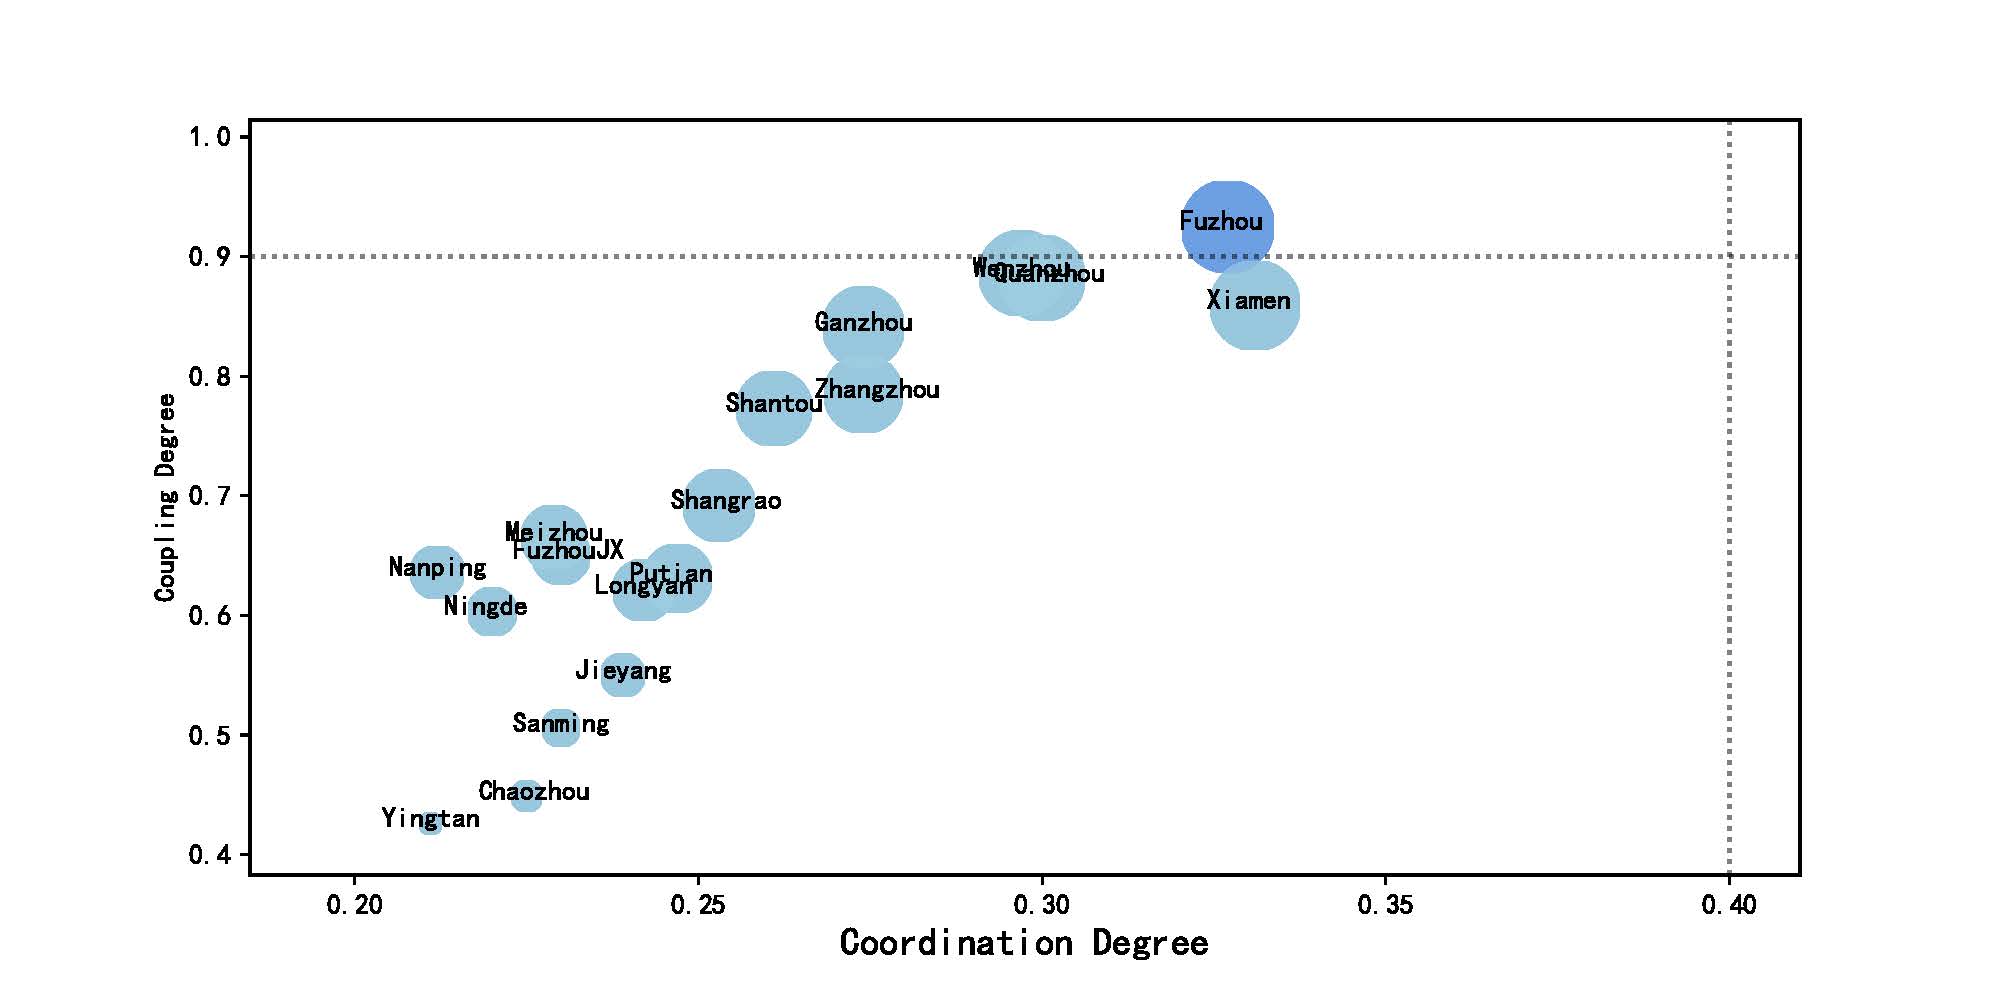 1.0
Fuzhou
0.9
Wenzhou
Quanzhou
Xiamen
Ganzhou
0.8
Zhangzhou
Shantou
Coupling Degree
0.7
Shangrao
Meizhou
FuzhouJX
Nanping
Putian
Longyan
Ningde
0.6
Jieyang
Sanming
0.5
Chaozhou
Yingtan
0.4
0.20 0.25 0.30 0.35 0.40
Coordination Degree